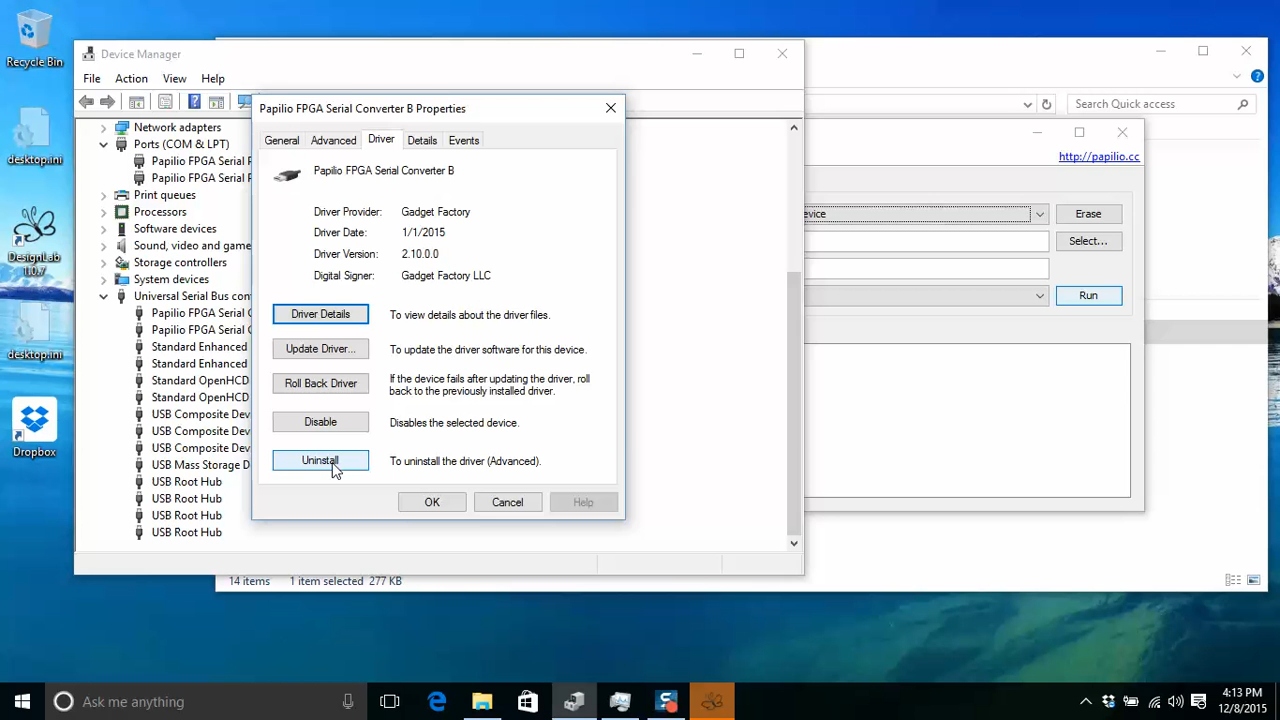 Recycle Bin
desktop.ini
DesignLab
1.0.7
desktop.ini
Dropbox
Device Manager
File Action View Help
Network adapters
Ports (COM & LPT)
Papilio FPGA Serial P
Papilio FPGA Serial P
Print queues
Processors
Software devices
Sound, video and game
Storage controllers
System devices
Universal Serial Bus con
Papilio FPGA Serial C
Papilio FPGA Serial C
Standard Enhanced
Standard Enhanced
Standard OpenHCD
Standard OpenHCD
USB Composite Dev
USB Composite Dev
USB Composite Dev
USB Mass Storage D
USB Root Hub
USB Root Hub
USB Root Hub
USB Root Hub
Papilio FPGA Serial Converter B Properties
General Advanced Driver Details Events
Papilio FPGA Serial Converter B
Driver Provider: Gadget Factory
Driver Date: 1/1/2015
Driver Version: 2.10.0.0
Digital Signer: Gadget Factory LLC
Driver Details To view details about the driver files.
Update Driver... To update the driver software for this device.
Roll Back Driver If the device fails after updating the driver, roll
back to the previously installed driver.
Disable Disables the selected device.
Uninstall To uninstall the driver (Advanced).
OK Cancel Help
Search Quick access
http://papilio.cc
evice Erase
Select...
Run
14 items 1 item selected 277 KB
Ask me anything
4:13 PM
12/8/2015